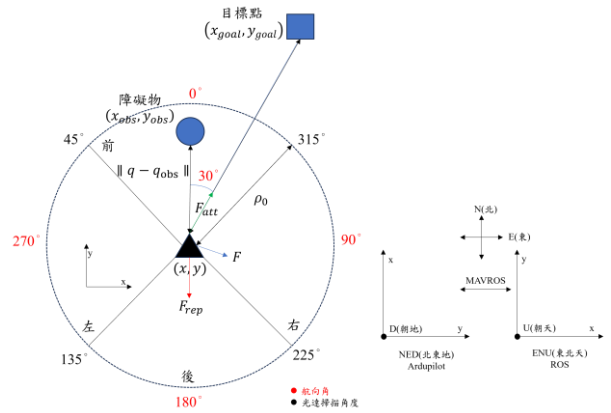 目標點
(x_goal, y_goal)
0°
障礙物
(x_obs, y_obs)
45°
前
315°
‖ q − q_obs ‖
30°
F_att
ρ_0
270°
90°
y
x
(x, y)
F
F_rep
左
右
135°
225°
後
180°
● 航向角
● 光達掃描角度
N(北)
E(東)
MAVROS
x
y
D(朝地)
y
NED(北東地)
Ardupilot
U(朝天)
x
ENU(東北天)
ROS